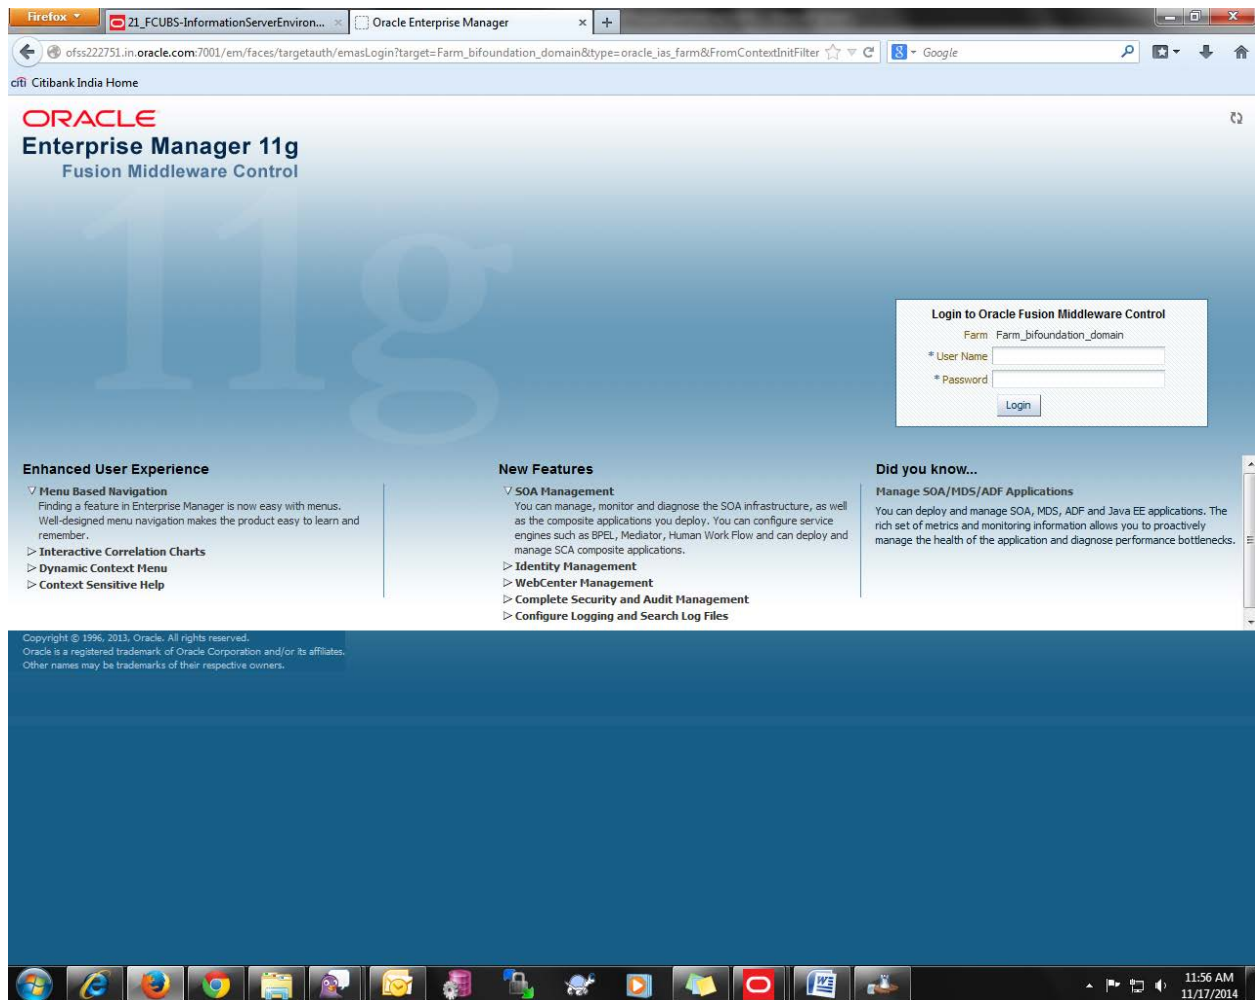 Firefox
21_FCUBS-InformationServerEnviron...
Oracle Enterprise Manager
ofss222751.in.oracle.com:7001/em/faces/targetauth/emasLogin?target=Farm_bifoundation_domain&type=oracle_ias_farm&FromContextInitFilter
Google
citi Citibank India Home
ORACLE
Enterprise Manager 11g
Fusion Middleware Control
11g
Login to Oracle Fusion Middleware Control
Farm Farm_bifoundation_domain
* User Name
* Password
Login
Enhanced User Experience
Menu Based Navigation
Finding a feature in Enterprise Manager is now easy with menus.
Well-designed menu navigation makes the product easy to learn and
remember.
Interactive Correlation Charts
Dynamic Context Menu
Context Sensitive Help
New Features
SOA Management
You can manage, monitor and diagnose the SOA infrastructure, as well
as the composite applications you deploy. You can configure service
engines such as BPEL, Mediator, Human Work Flow and can deploy and
manage SCA composite applications.
Identity Management
WebCenter Management
Complete Security and Audit Management
Configure Logging and Search Log Files
Did you know...
Manage SOA/MDS/ADF Applications
You can deploy and manage SOA, MDS, ADF and Java EE applications. The
rich set of metrics and monitoring information allows you to proactively
manage the health of the application and diagnose performance bottlenecks.
Copyright © 1996, 2013, Oracle. All rights reserved.
Oracle is a registered trademark of Oracle Corporation and/or its affiliates.
Other names may be trademarks of their respective owners.
11:56 AM
11/17/2014